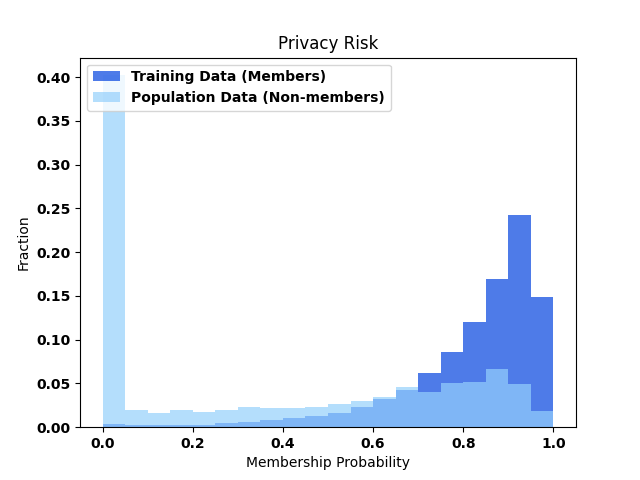 Privacy Risk
Training Data (Members)
Population Data (Non-members)
0.40
0.35
0.30
0.25
0.20
0.15
0.10
0.05
0.00
Fraction
0.0 0.2 0.4 0.6 0.8 1.0
Membership Probability